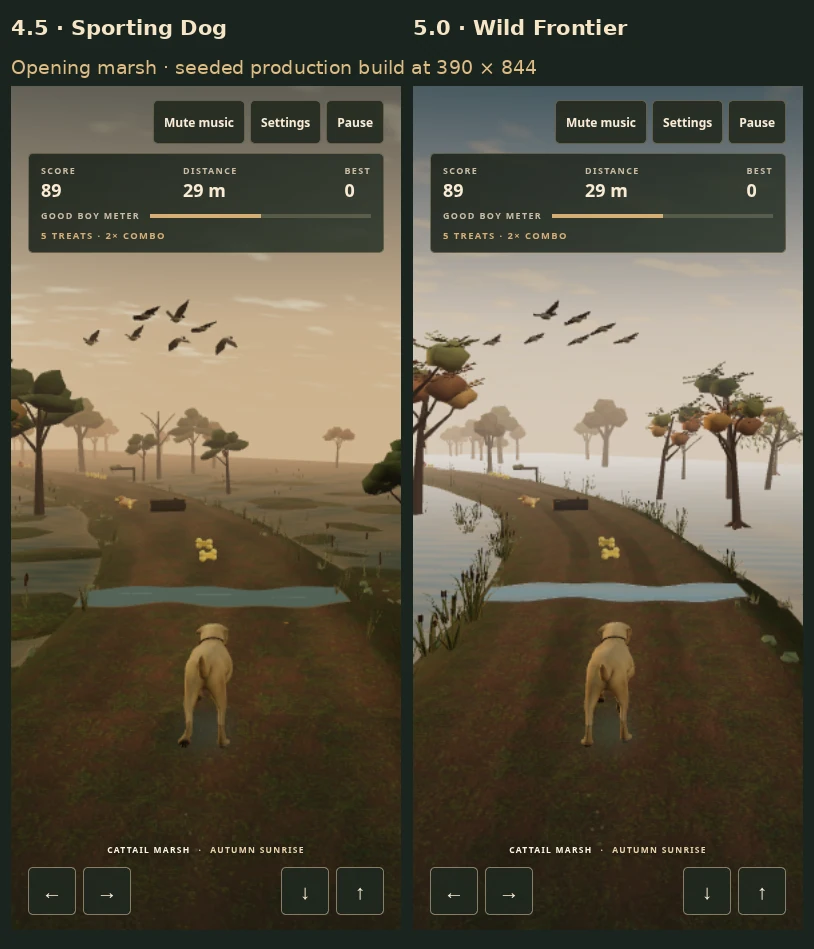 4.5 · Sporting Dog
5.0 · Wild Frontier
Opening marsh · seeded production build at 390 × 844
Mute music
Settings
Pause
SCORE
DISTANCE
BEST
89
29 m
0
GOOD BOY METER
5 TREATS · 2× COMBO
CATTAIL MARSH · AUTUMN SUNRISE
← → ↓ ↑
Mute music
Settings
Pause
SCORE
DISTANCE
BEST
89
29 m
0
GOOD BOY METER
5 TREATS · 2× COMBO
CATTAIL MARSH · AUTUMN SUNRISE
← → ↓ ↑